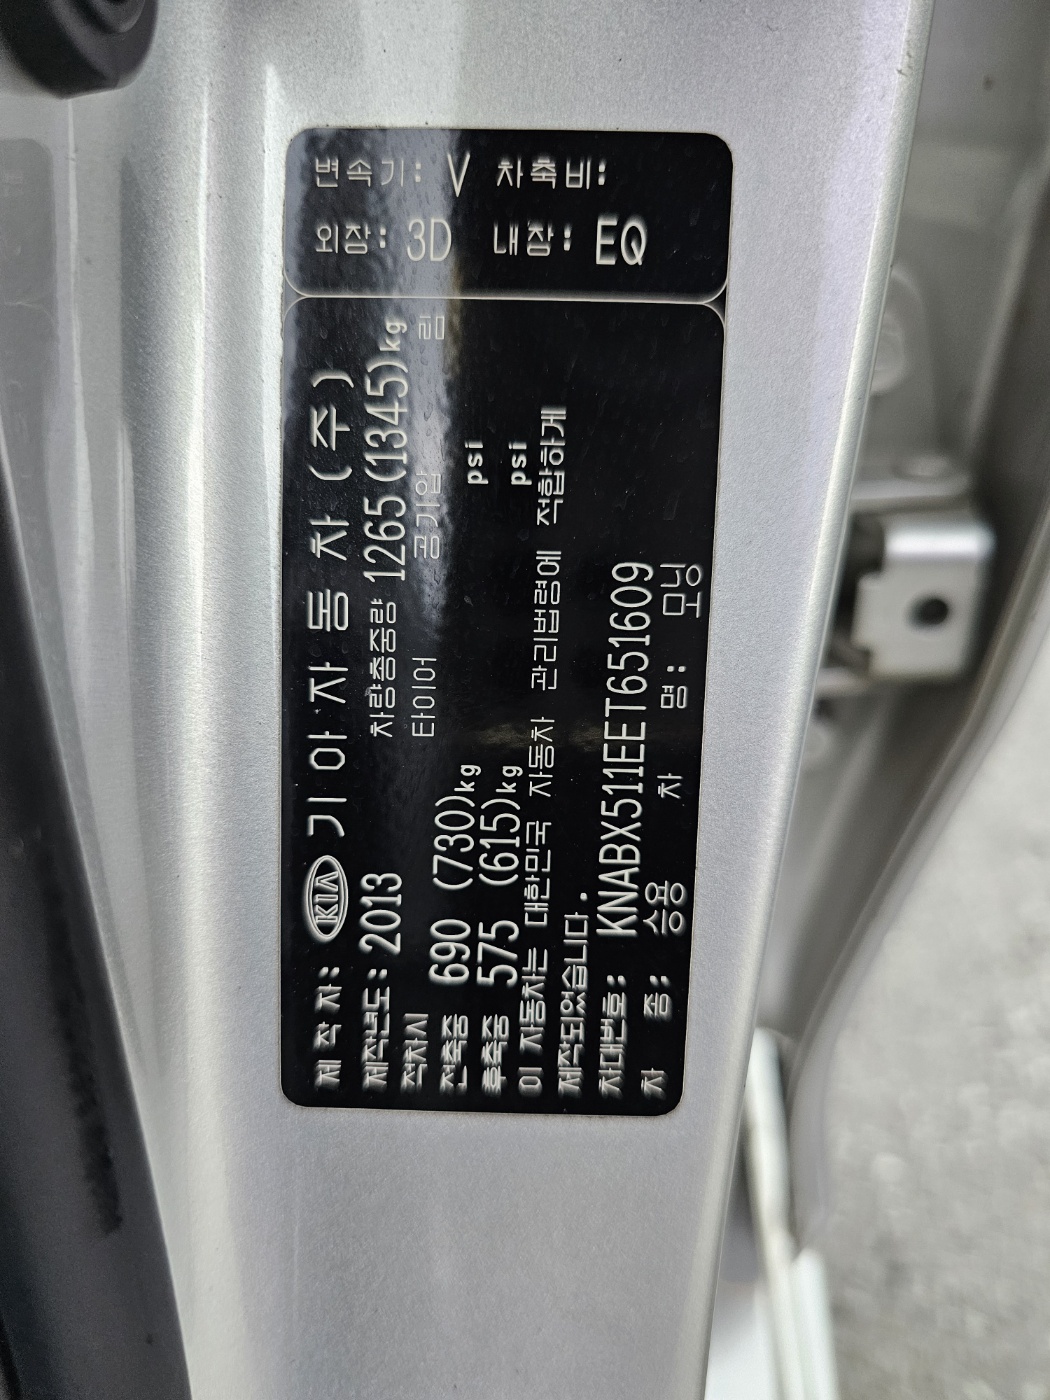 변속기: V 차축비:
외장: 3D 내장: EQ
제 작 자: KIA 기 아 자 동 차 (주)
제작년도: 2013 차량총중량 1265(1345)kg
적차시 타이어 공기압 림
전축중 690 (730)kg psi
후축중 575 (615)kg psi
이 자동차는 대한민국 자동차 관리법령에 적합하게
제작되었습니다.
차대번호: KNABX511EET651609
차 종: 승용 차 명: 모닝